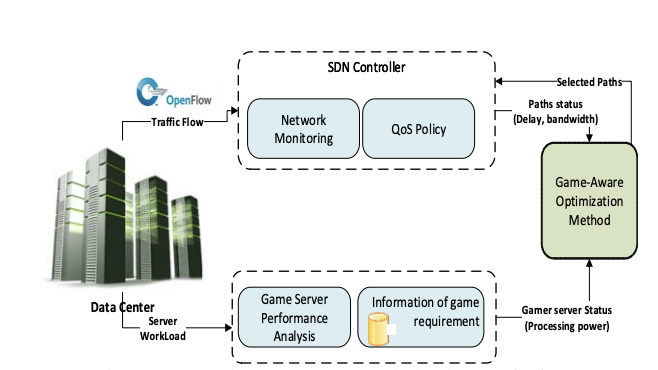 SDN Controller
Selected Paths
OpenFlow
Paths status
(Delay, bandwidth)
Traffic Flow
Network
Monitoring
QoS Policy
Game-Aware
Optimization
Method
Data Center
Game Server
Performance
Analysis
Information of game
requirement
Server
WorkLoad
Gamer server Status
(Processing power)